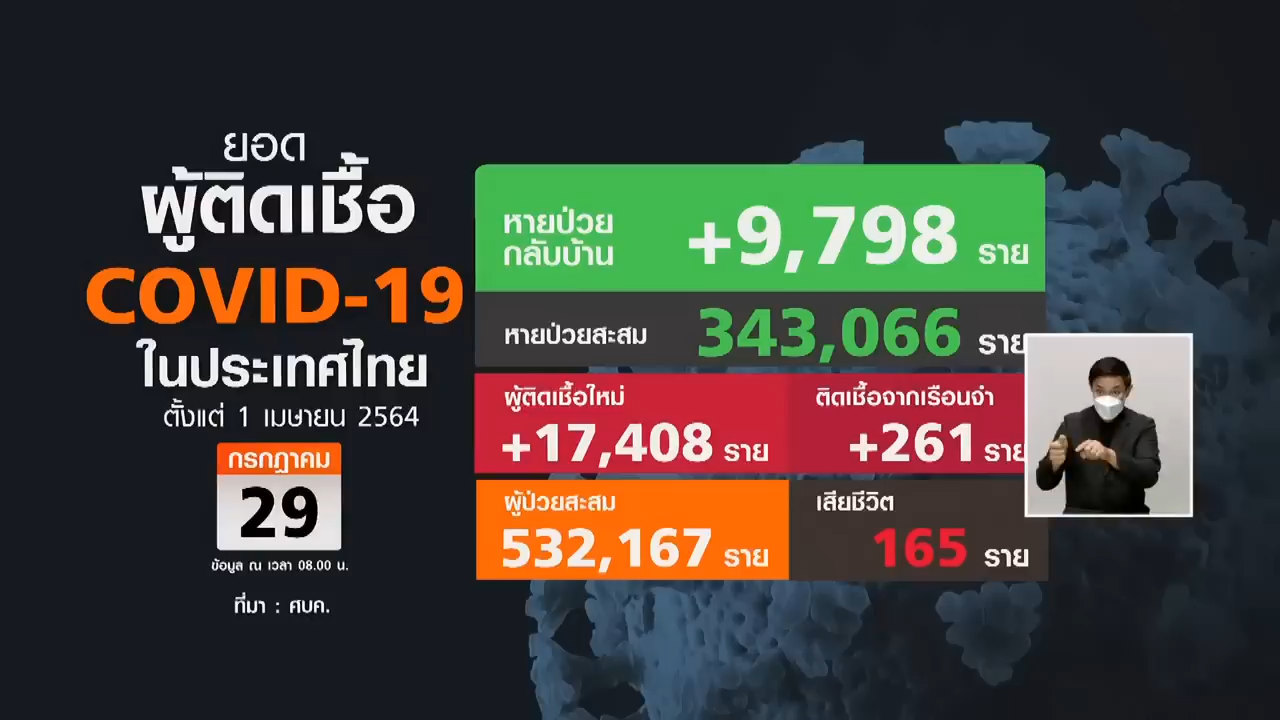 ยอด
ผู้ติดเชื้อ
COVID-19
ในประเทศไทย
ตั้งแต่ 1 เมษายน 2564
กรกฎาคม
29
ข้อมูล ณ เวลา 08.00 น.
ที่มา : ศบค.
หายป่วย
กลับบ้าน
+9,798 ราย
หายป่วยสะสม 343,066 ราย
ผู้ติดเชื้อใหม่
+17,408 ราย
ติดเชื้อจากเรือนจำ
+261 ราย
ผู้ป่วยสะสม
532,167 ราย
เสียชีวิต
165 ราย